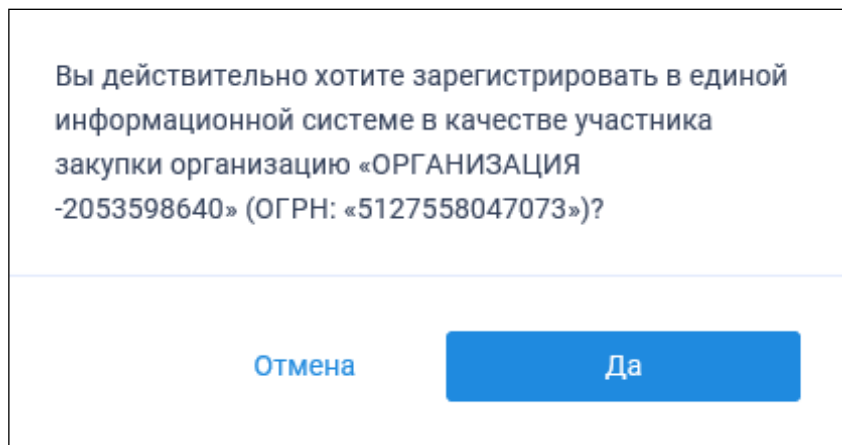 Вы действительно хотите зарегистрировать в единой
информационной системе в качестве участника
закупки организацию «ОРГАНИЗАЦИЯ
-2053598640» (ОГРН: «5127558047073»)?
Отмена
Да